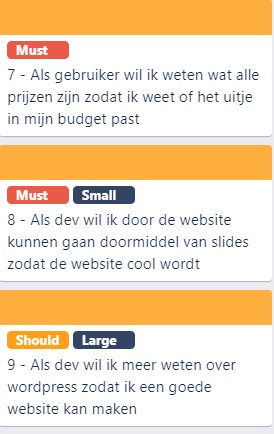 Must
7 - Als gebruiker wil ik weten wat alle
prijzen zijn zodat ik weet of het uitje
in mijn budget past
Must Small
8 - Als dev wil ik door de website
kunnen gaan doormiddel van slides
zodat de website cool wordt
Should Large
9 - Als dev wil ik meer weten over
wordpress zodat ik een goede
website kan maken